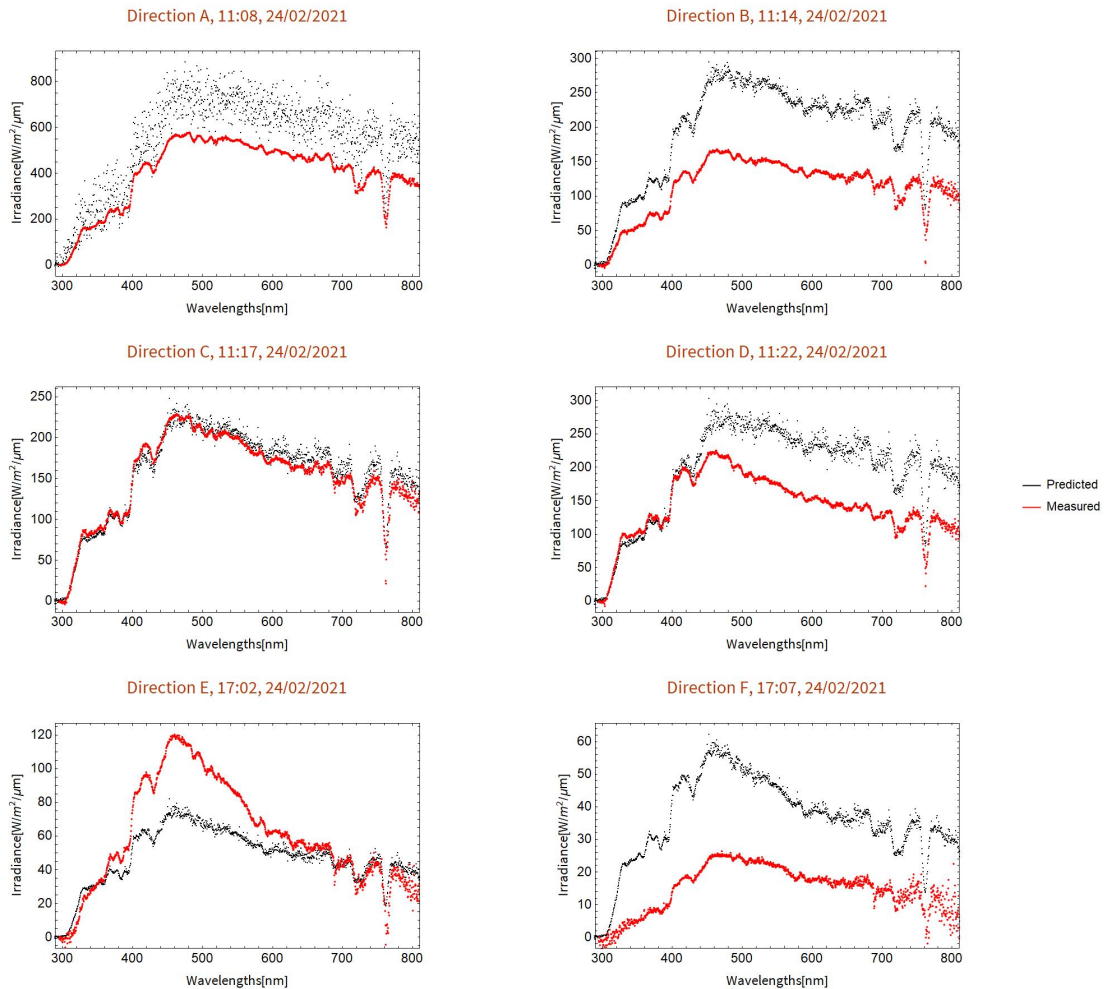 Direction A, 11:08, 24/02/2021
Irradiance[W/m²/μm]
800
600
400
200
0
300 400 500 600 700 800
Wavelengths[nm]
Direction B, 11:14, 24/02/2021
Irradiance[W/m²/μm]
300
250
200
150
100
50
0
300 400 500 600 700 800
Wavelengths[nm]
Direction C, 11:17, 24/02/2021
Irradiance[W/m²/μm]
250
200
150
100
50
0
300 400 500 600 700 800
Wavelengths[nm]
Direction D, 11:22, 24/02/2021
Irradiance[W/m²/μm]
300
250
200
150
100
50
0
300 400 500 600 700 800
Wavelengths[nm]
Predicted
Measured
Direction E, 17:02, 24/02/2021
Irradiance[W/m²/μm]
120
100
80
60
40
20
0
300 400 500 600 700 800
Wavelengths[nm]
Direction F, 17:07, 24/02/2021
Irradiance[W/m²/μm]
60
50
40
30
20
10
0
300 400 500 600 700 800
Wavelengths[nm]